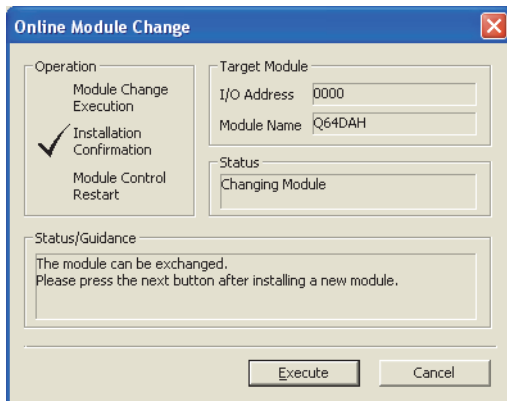 Online Module Change
Operation
Module Change
Execution
Installation
Confirmation
Module Control
Restart
Target Module
I/O Address 0000
Module Name Q64DAH
Status
Changing Module
Status/Guidance
The module can be exchanged.
Please press the next button after installing a new module.
Execute Cancel